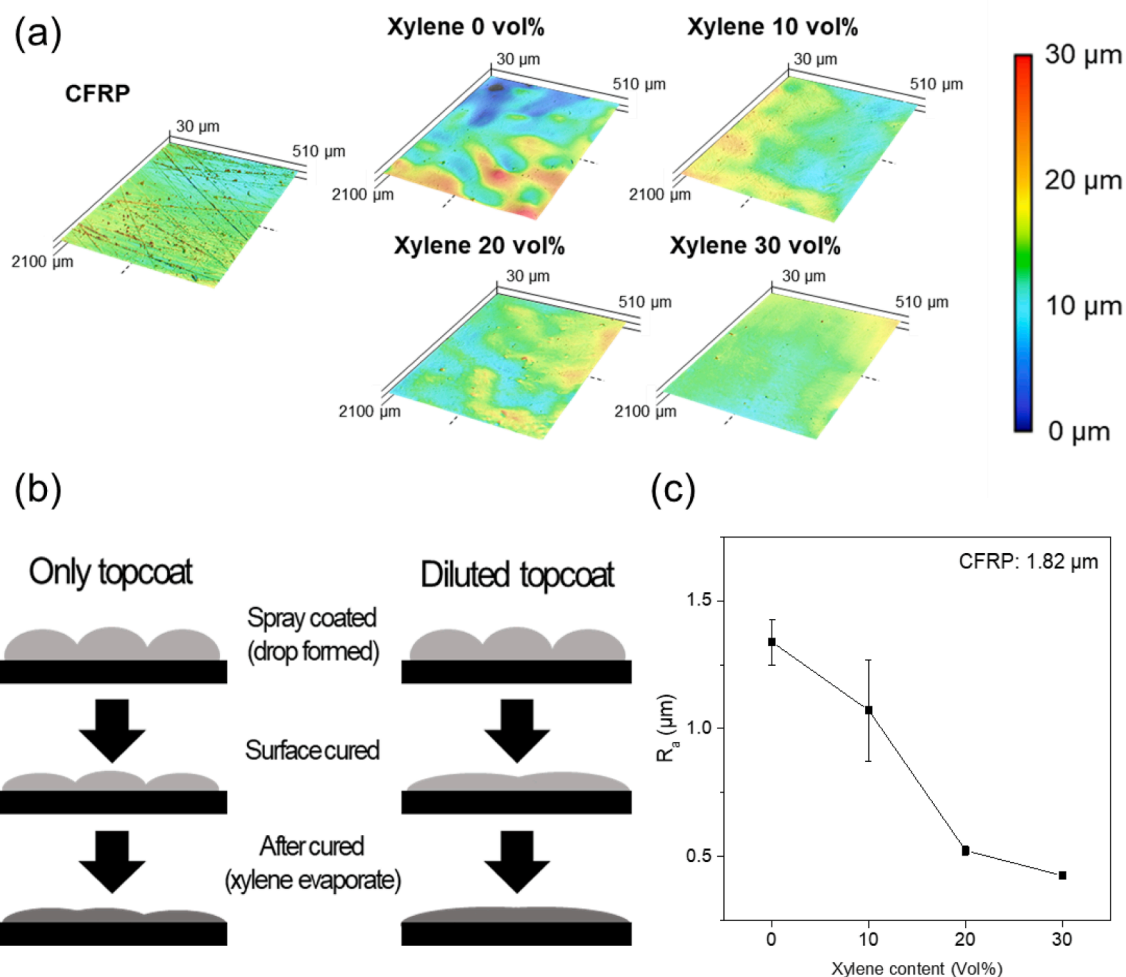 (a)
CFRP
30 µm
510 µm
2100 µm
Xylene 0 vol%
30 µm
510 µm
2100 µm
Xylene 10 vol%
30 µm
510 µm
2100 µm
Xylene 20 vol%
30 µm
510 µm
2100 µm
Xylene 30 vol%
30 µm
510 µm
2100 µm
30 µm
20 µm
10 µm
0 µm
(b)
Only topcoat
Diluted topcoat
Spray coated
(drop formed)
Surface cured
After cured
(xylene evaporate)
(c)
CFRP: 1.82 µm
1.5
1.0
0.5
Ra (µm)
0 10 20 30
Xylene content (Vol%)